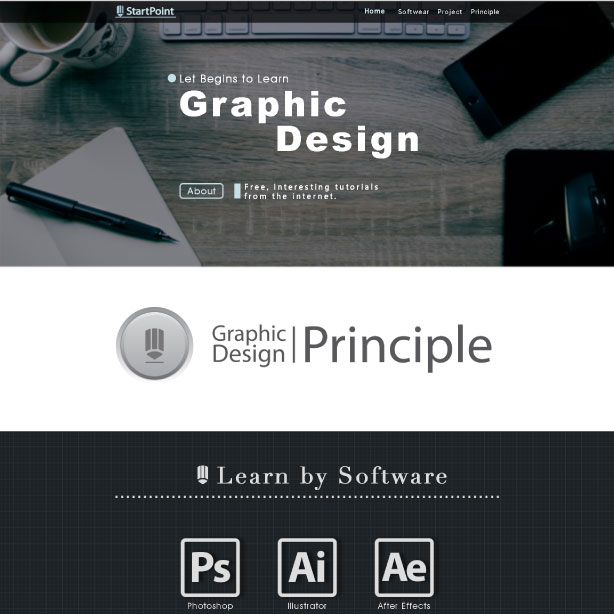 StartPoint
Home Softwear Project Principle
Let Begins to Learn
Graphic
Design
About
Free, interesting tutorials
from the internet.
Graphic
Design
Principle
Learn by Software
Ps Ai Ae
Photoshop Illustrator After Effects